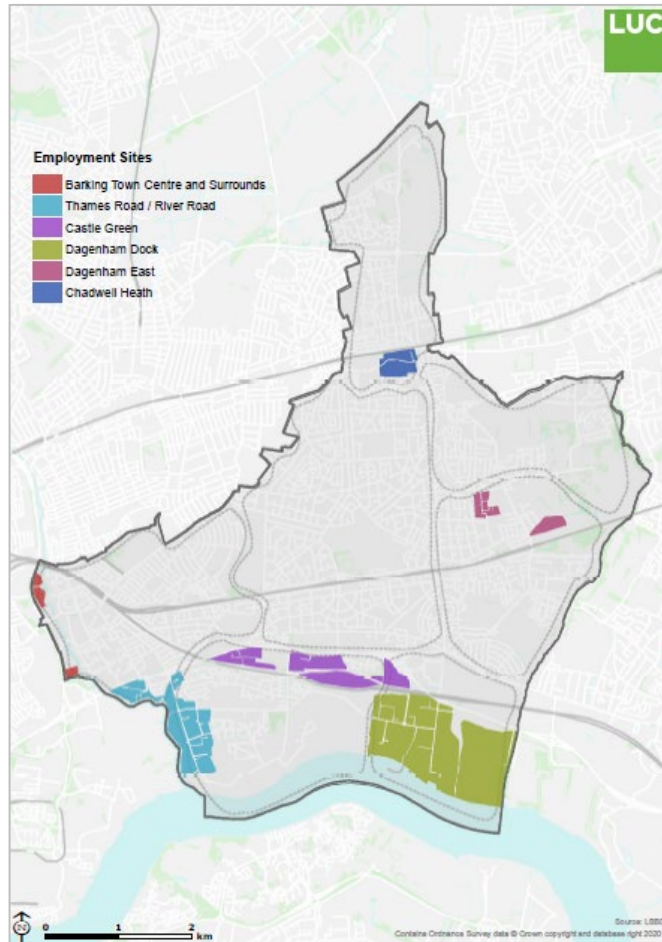 LUC
Employment Sites
Barking Town Centre and Surrounds
Thames Road / River Road
Castle Green
Dagenham Dock
Dagenham East
Chadwell Heath
0 1 2
km
Contains Ordnance Survey data © Crown copyright and database right 2020